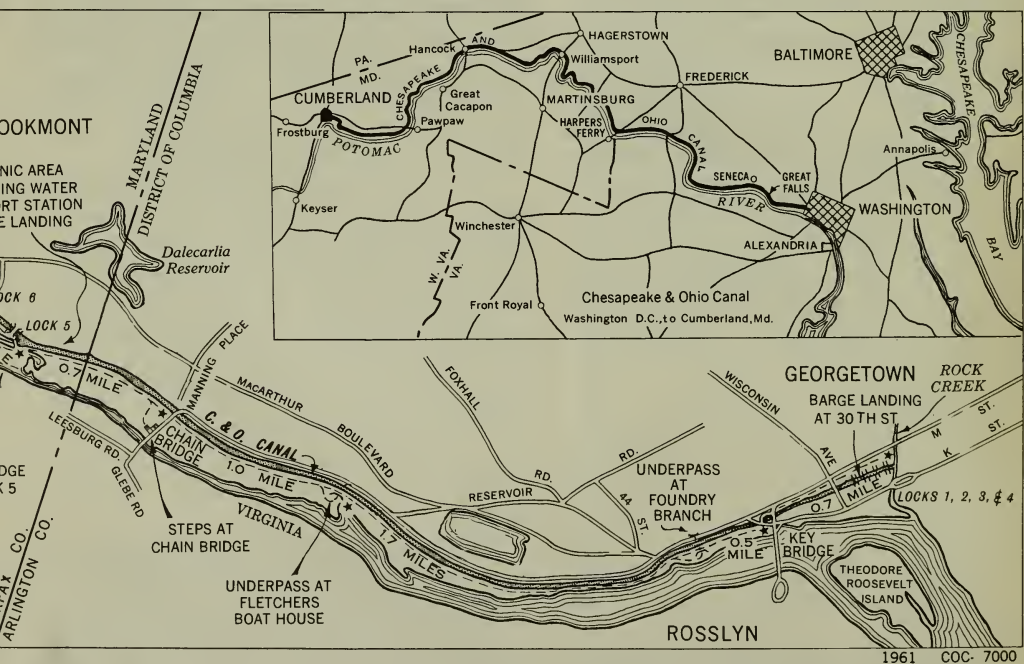 PA.
MD.
Hancock
AND
HAGERSTOWN
Williamsport
BALTIMORE
CHESAPEAKE
BAY
CUMBERLAND
CHESAPEAKE
Great
Cacapon
MARTINSBURG
FREDERICK
Frostburg
Pawpaw
POTOMAC
HARPERS
FERRY
OHIO
CANAL
Annapolis
Keyser
SENECA
GREAT
FALLS
RIVER
WASHINGTON
Winchester
ALEXANDRIA
W. VA.
VA.
Front Royal
Chesapeake & Ohio Canal
Washington D.C., to Cumberland, Md.
MARYLAND
DISTRICT OF COLUMBIA
OOKMONT
NIC AREA
ING WATER
ORT STATION
E LANDING
Dalecarlia
Reservoir
OCK 6
LOCK 5
E
0.7 MILE
MANNING PLACE
MACARTHUR
BOULEVARD
LEESBURG RD.
GLEBE RD
CHAIN
BRIDGE
C. & O. CANAL
1.0
MILE
FOXHALL
RD.
RESERVOIR
RD.
44
ST
WISCONSIN
AVE
GEORGETOWN
BARGE LANDING
AT 30TH ST.
ROCK
CREEK
M ST.
K ST.
UNDERPASS
AT
FOUNDRY
BRANCH
0.7
MILE
LOCKS 1, 2, 3, & 4
DGE
K 5
STEPS AT
CHAIN BRIDGE
VIRGINIA
1.7 MILES
0.5
MILE
KEY
BRIDGE
UNDERPASS AT
FLETCHERS
BOAT HOUSE
THEODORE
ROOSEVELT
ISLAND
RFAX CO.
ARLINGTON CO.
ROSSLYN
1961 COC- 7000